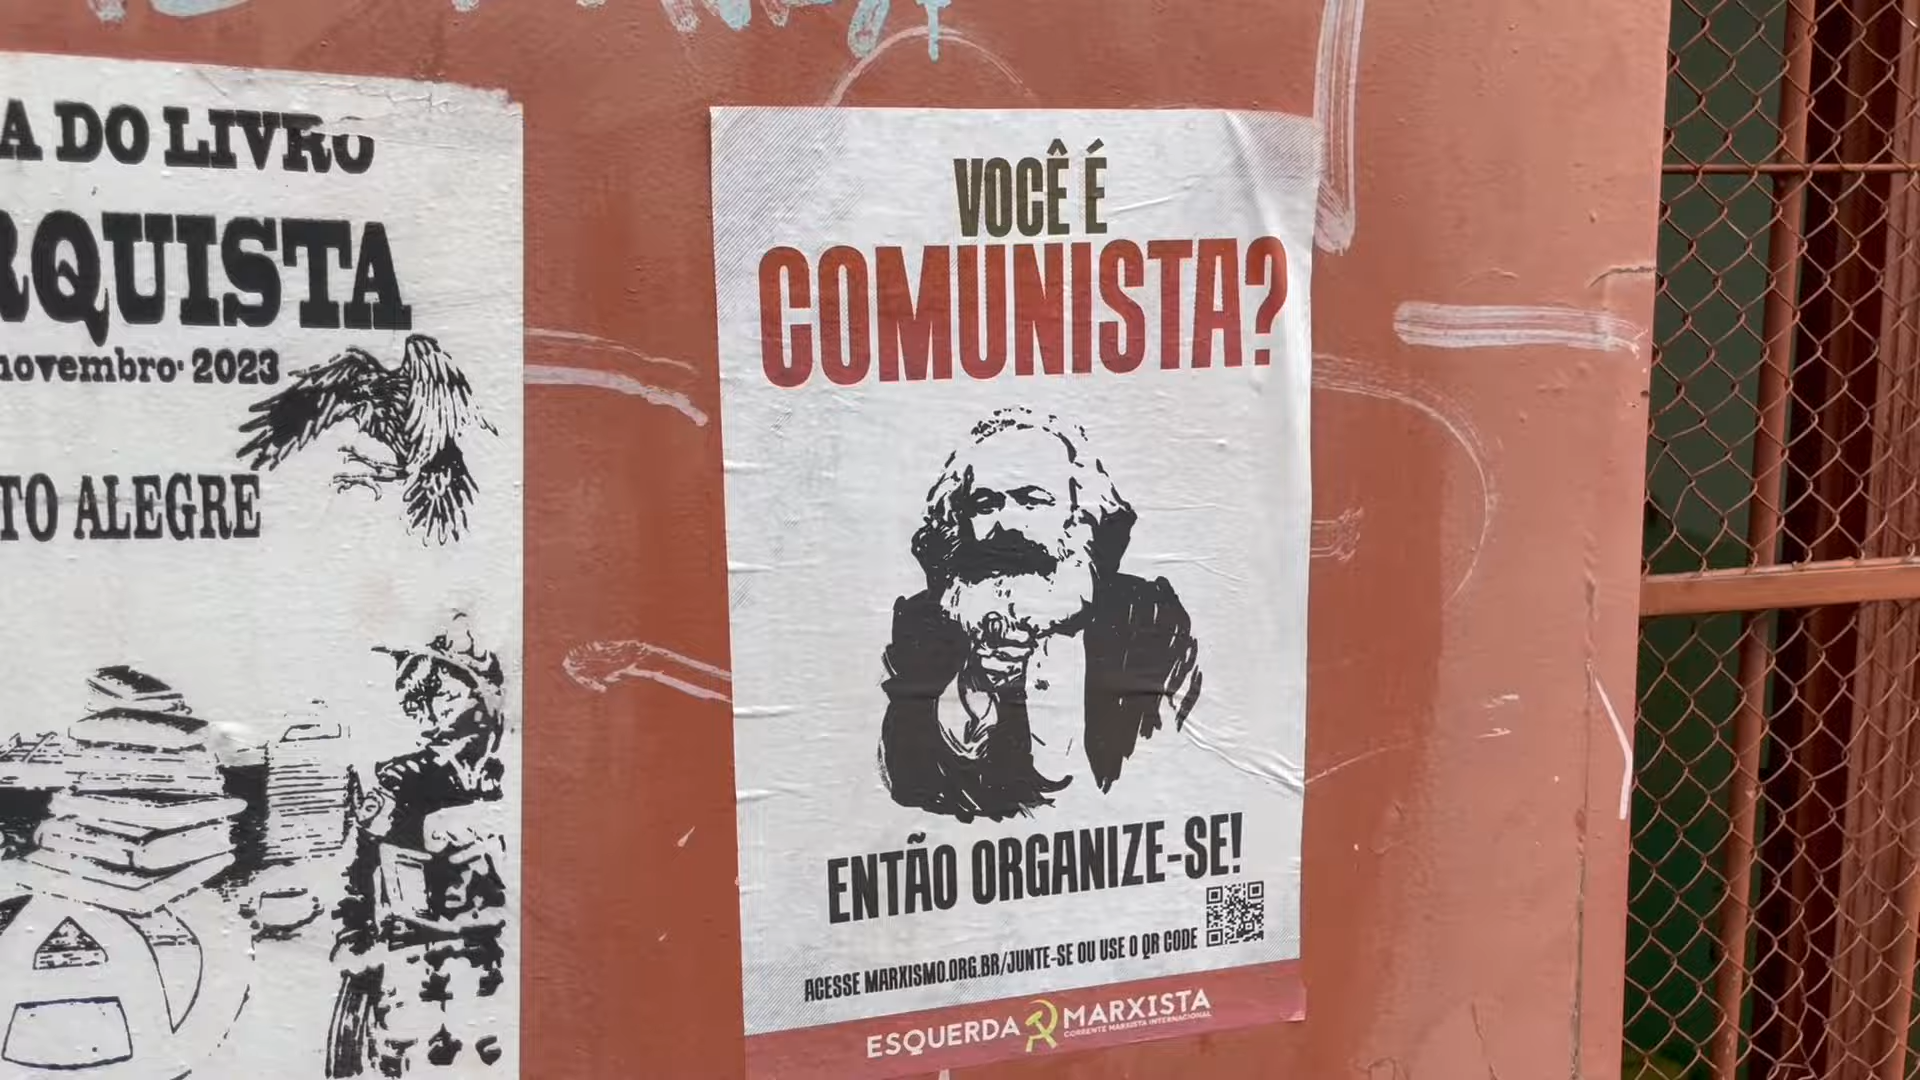 A DO LIVRO
RQUISTA
novembro 2023
TO ALEGRE
VOCÊ É
COMUNISTA?
ENTÃO ORGANIZE-SE!
ACESSE MARXISMO.ORG.BR/JUNTE-SE OU USE O QR CODE
ESQUERDA MARXISTA
CORRENTE MARXISTA INTERNACIONAL